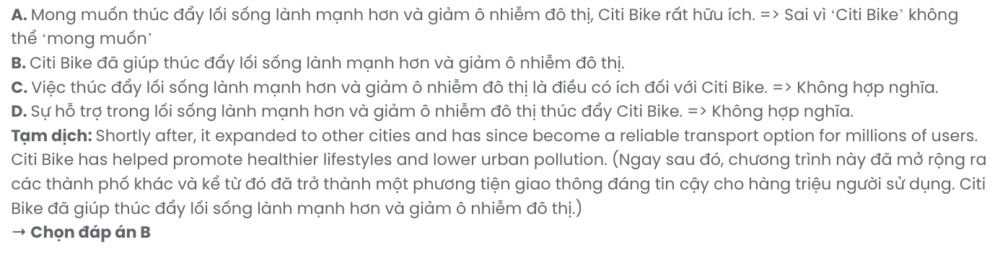 A. Mong muốn thúc đẩy lối sống lành mạnh hơn và giảm ô nhiễm đô thị, Citi Bike rất hữu ích. => Sai vì ‘Citi Bike’ không
thể ‘mong muốn’
B. Citi Bike đã giúp thúc đẩy lối sống lành mạnh hơn và giảm ô nhiễm đô thị.
C. Việc thúc đẩy lối sống lành mạnh hơn và giảm ô nhiễm đô thị là điều có ích đối với Citi Bike. => Không hợp nghĩa.
D. Sự hỗ trợ trong lối sống lành mạnh hơn và giảm ô nhiễm đô thị thúc đẩy Citi Bike. => Không hợp nghĩa.
Tạm dịch: Shortly after, it expanded to other cities and has since become a reliable transport option for millions of users.
Citi Bike has helped promote healthier lifestyles and lower urban pollution. (Ngay sau đó, chương trình này đã mở rộng ra
các thành phố khác và kể từ đó đã trở thành một phương tiện giao thông đáng tin cậy cho hàng triệu người sử dụng. Citi
Bike đã giúp thúc đẩy lối sống lành mạnh hơn và giảm ô nhiễm đô thị.)
→ Chọn đáp án B